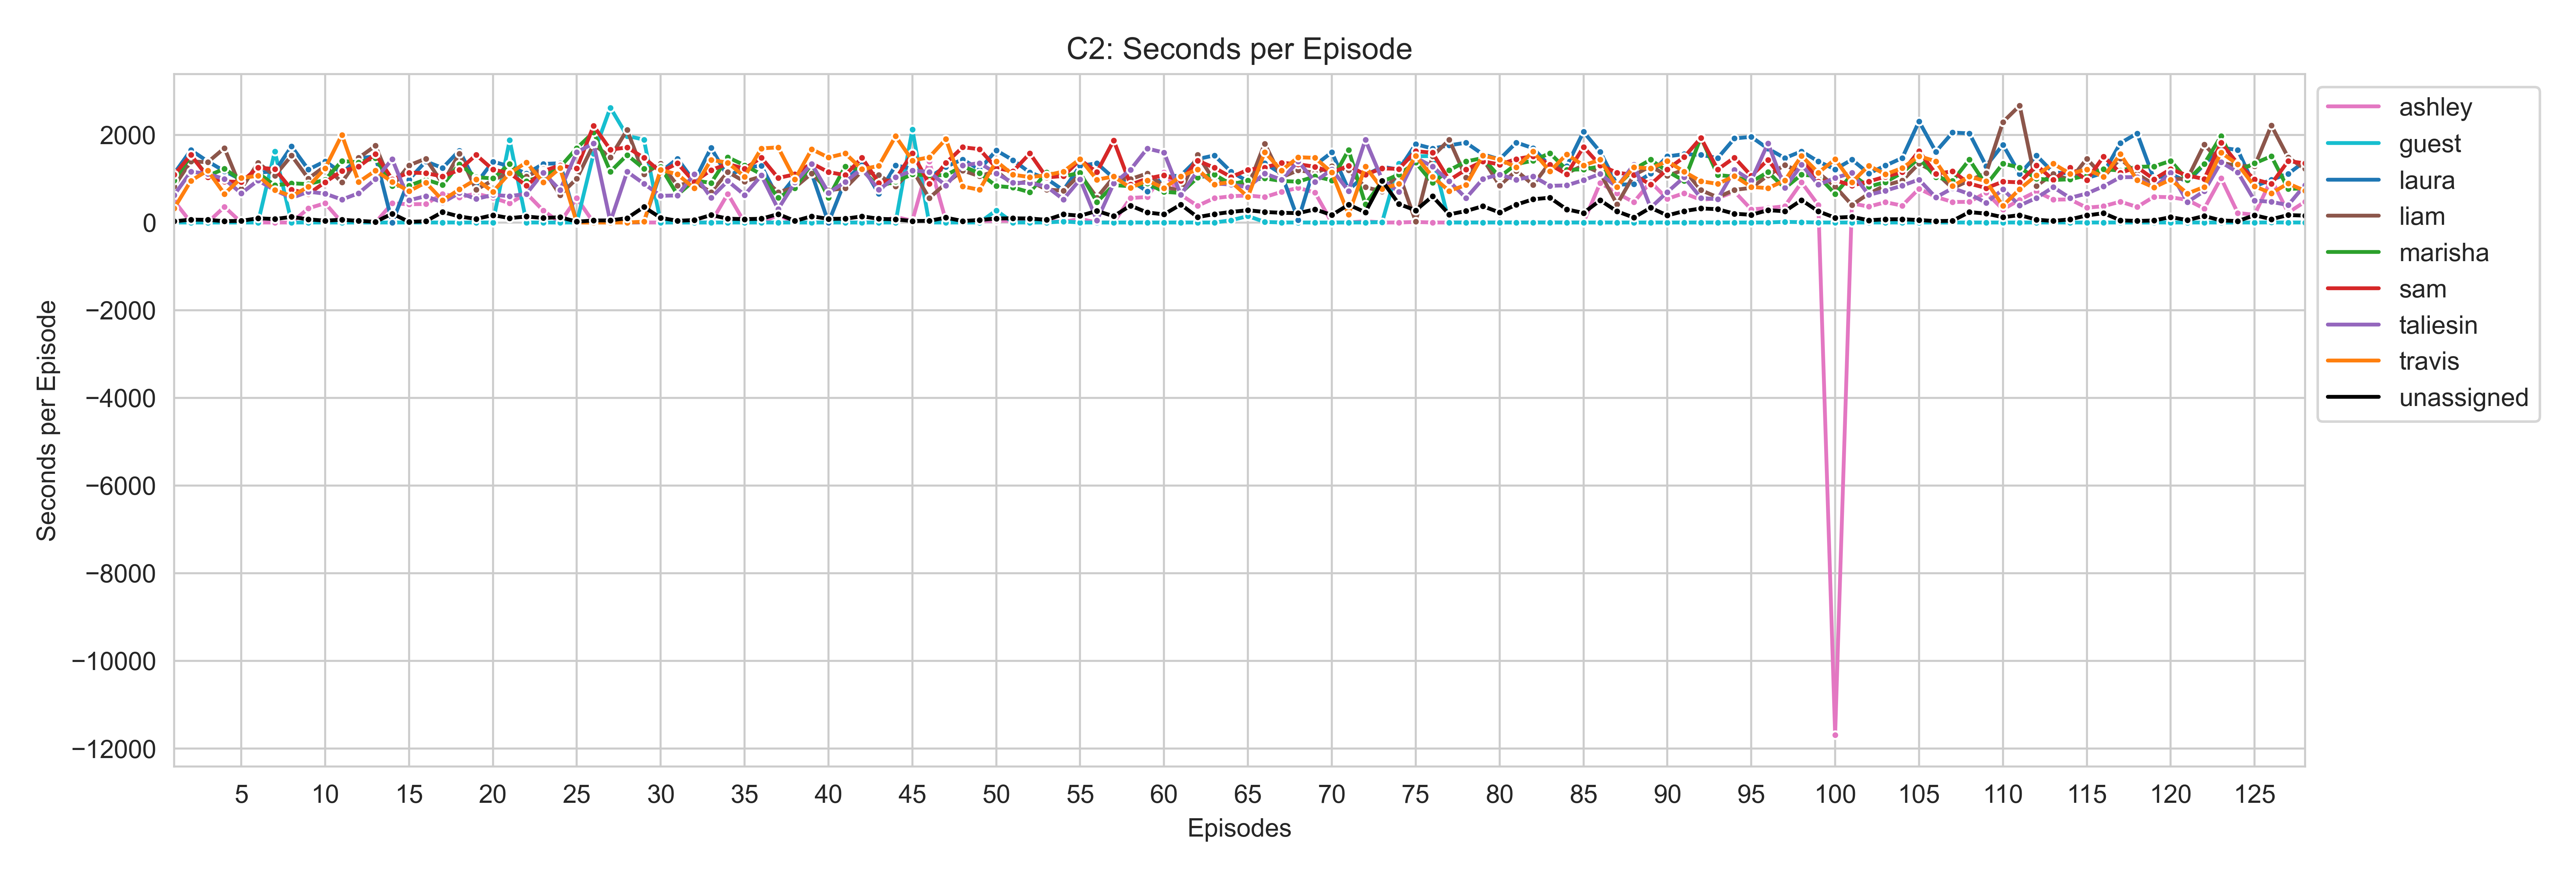 C2: Seconds per Episode
Seconds per Episode
2000
0
−2000
−4000
−6000
−8000
−10000
−12000
5 10 15 20 25 30 35 40 45 50 55 60 65 70 75 80 85 90 95 100 105 110 115 120 125
Episodes
ashley
guest
laura
liam
marisha
sam
taliesin
travis
unassigned